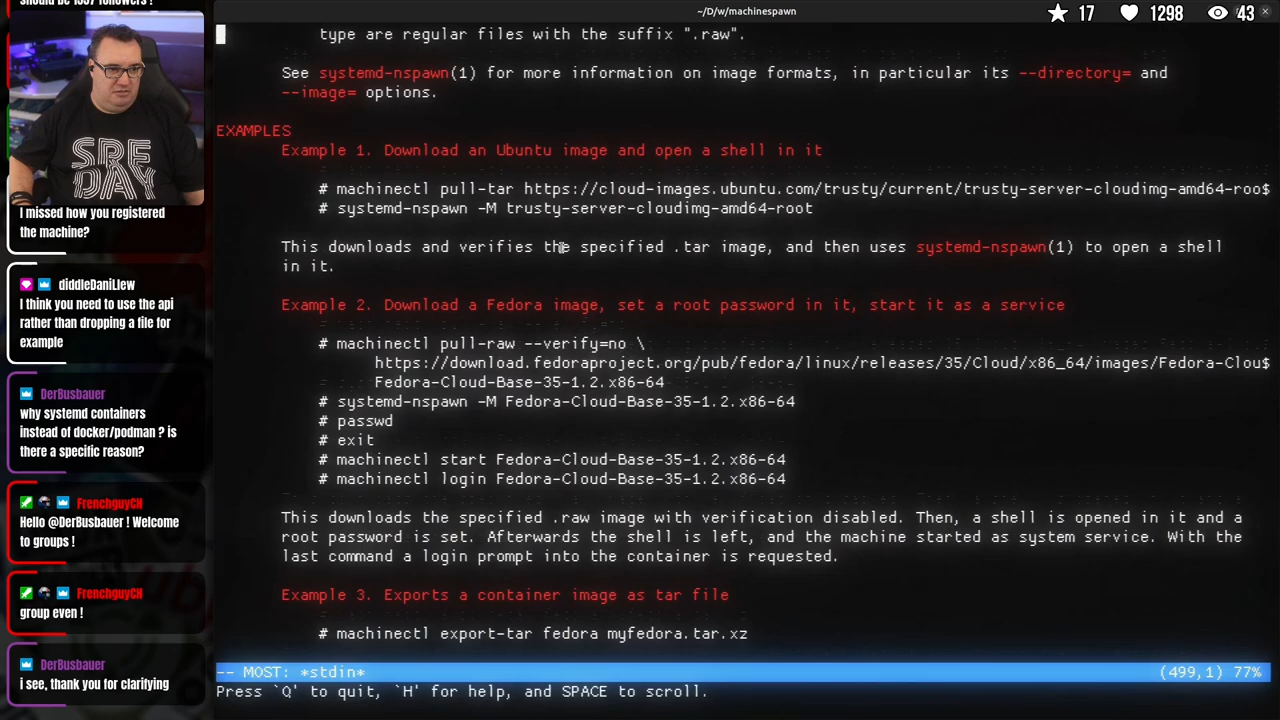 should be 1337 followers !
SRE
DAY
I missed how you registered
the machine?
diddleDaniLlew
I think you need to use the api
rather than dropping a file for
example
DerBusbauer
why systemd containers
instead of docker/podman ? is
there a specific reason?
FrenchguyCH
Hello @DerBusbauer ! Welcome
to groups !
FrenchguyCH
group even !
DerBusbauer
i see, thank you for clarifying
~/D/w/machinespawn
17 1298 43
type are regular files with the suffix ".raw".
See systemd-nspawn(1) for more information on image formats, in particular its --directory= and
--image= options.
EXAMPLES
Example 1. Download an Ubuntu image and open a shell in it
# machinectl pull-tar https://cloud-images.ubuntu.com/trusty/current/trusty-server-cloudimg-amd64-roo$
# systemd-nspawn -M trusty-server-cloudimg-amd64-root
This downloads and verifies the specified .tar image, and then uses systemd-nspawn(1) to open a shell
in it.
Example 2. Download a Fedora image, set a root password in it, start it as a service
# machinectl pull-raw --verify=no \
https://download.fedoraproject.org/pub/fedora/linux/releases/35/Cloud/x86_64/images/Fedora-Clou$
Fedora-Cloud-Base-35-1.2.x86-64
# systemd-nspawn -M Fedora-Cloud-Base-35-1.2.x86-64
# passwd
# exit
# machinectl start Fedora-Cloud-Base-35-1.2.x86-64
# machinectl login Fedora-Cloud-Base-35-1.2.x86-64
This downloads the specified .raw image with verification disabled. Then, a shell is opened in it and a
root password is set. Afterwards the shell is left, and the machine started as system service. With the
last command a login prompt into the container is requested.
Example 3. Exports a container image as tar file
# machinectl export-tar fedora myfedora.tar.xz
-- MOST: *stdin* (499,1) 77%
Press `Q' to quit, `H' for help, and SPACE to scroll.